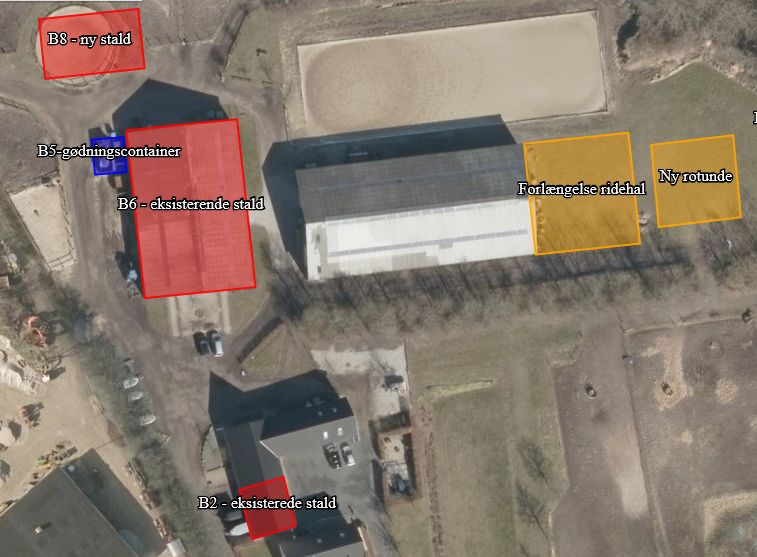 B8 - ny stald
B5-gødningscontainer
B6 - eksisterende stald
Forlængelse ridehal
Ny rotunde
B2 - eksisterede stald